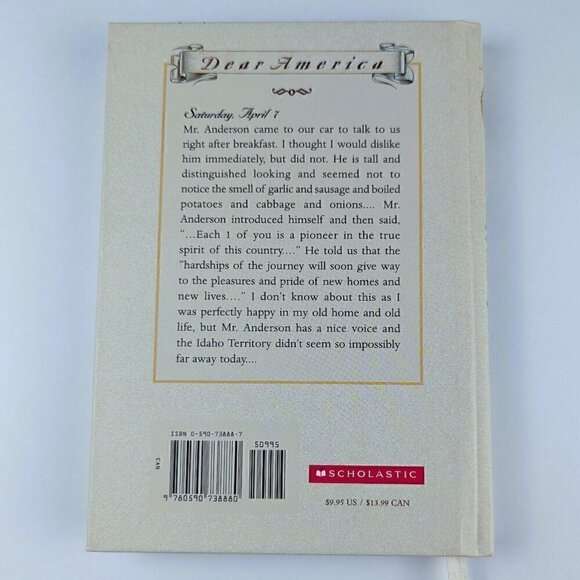 Dear America
Saturday, April 7
Mr. Anderson came to our car to talk to us
right after breakfast. I thought I would dislike
him immediately, but did not. He is tall and
distinguished looking and seemed not to
notice the smell of garlic and sausage and boiled
potatoes and cabbage and onions.... Mr.
Anderson introduced himself and then said,
“...Each 1 of you is a pioneer in the true
spirit of this country....” He told us that the
“hardships of the journey will soon give way
to the pleasures and pride of new homes and
new lives....” I don't know about this as I
was perfectly happy in my old home and old
life, but Mr. Anderson has a nice voice and
the Idaho Territory didn't seem so impossibly
far away today....
ISBN 0-590-73888-7
50995
EAN
9 780590 738880
SCHOLASTIC
$9.95 US / $13.99 CAN